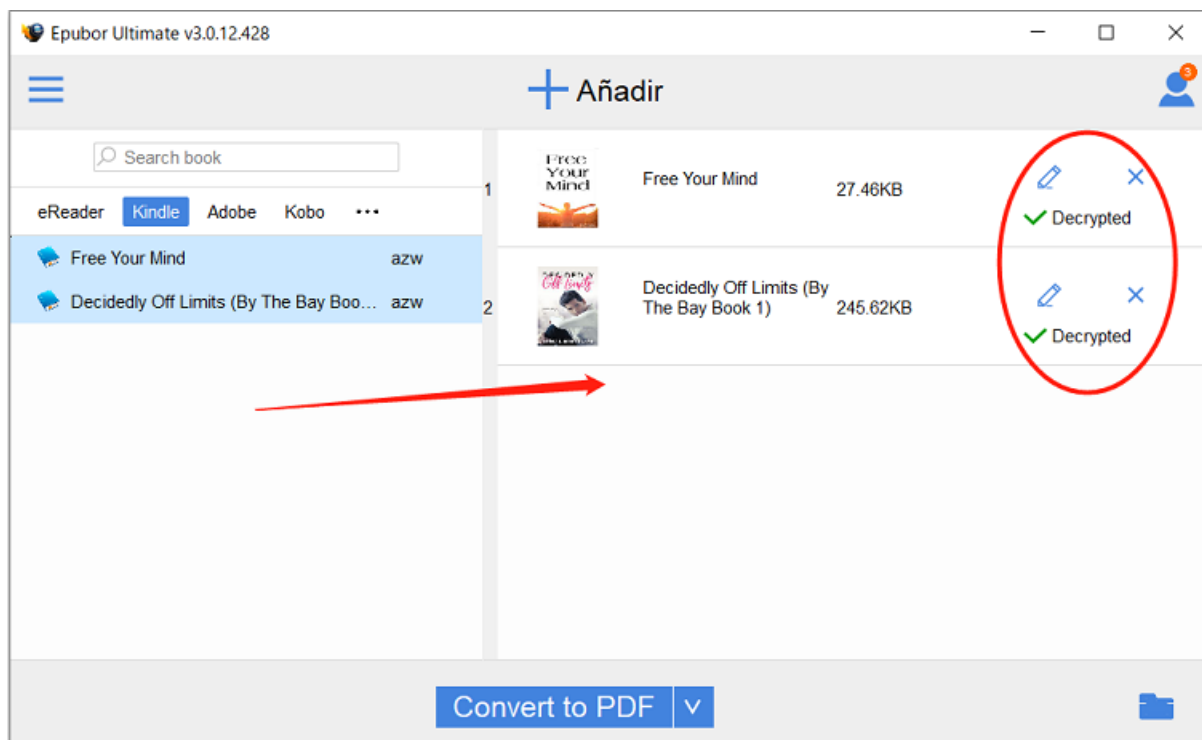 Epubor Ultimate v3.0.12.428
Añadir
3
Search book
eReader Kindle Adobe Kobo •••
Free Your Mind azw
Decidedly Off Limits (By The Bay Boo... azw
1
Free
Your
Mind
Free Your Mind
27.46KB
Decrypted
2
Off Limits
Decidedly Off Limits (By
The Bay Book 1)
245.62KB
Decrypted
Convert to PDF